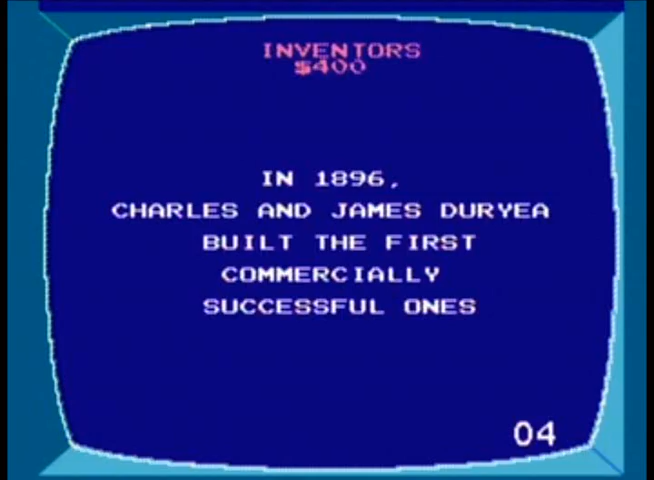 INVENTORS
$400
IN 1896,
CHARLES AND JAMES DURYEA
BUILT THE FIRST
COMMERCIALLY
SUCCESSFUL ONES
04